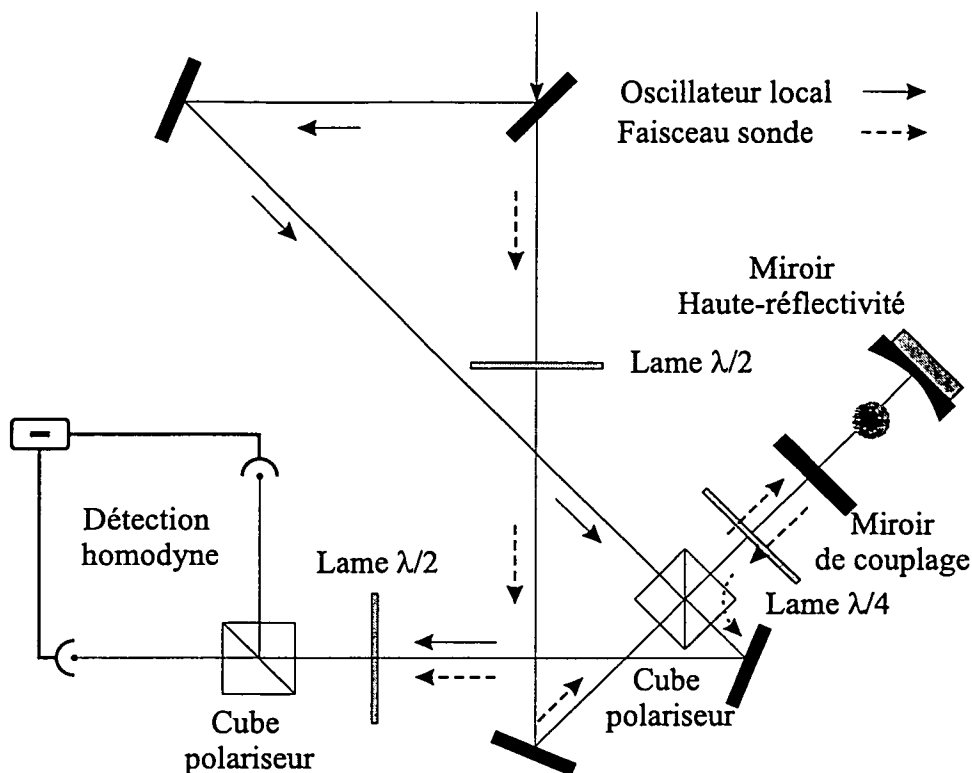 Oscillateur local
Faisceau sonde
Miroir
Haute-réflectivité
Lame λ/2
Détection
homodyne
Lame λ/2
Miroir
de couplage
Lame λ/4
Cube
polariseur
Cube
polariseur